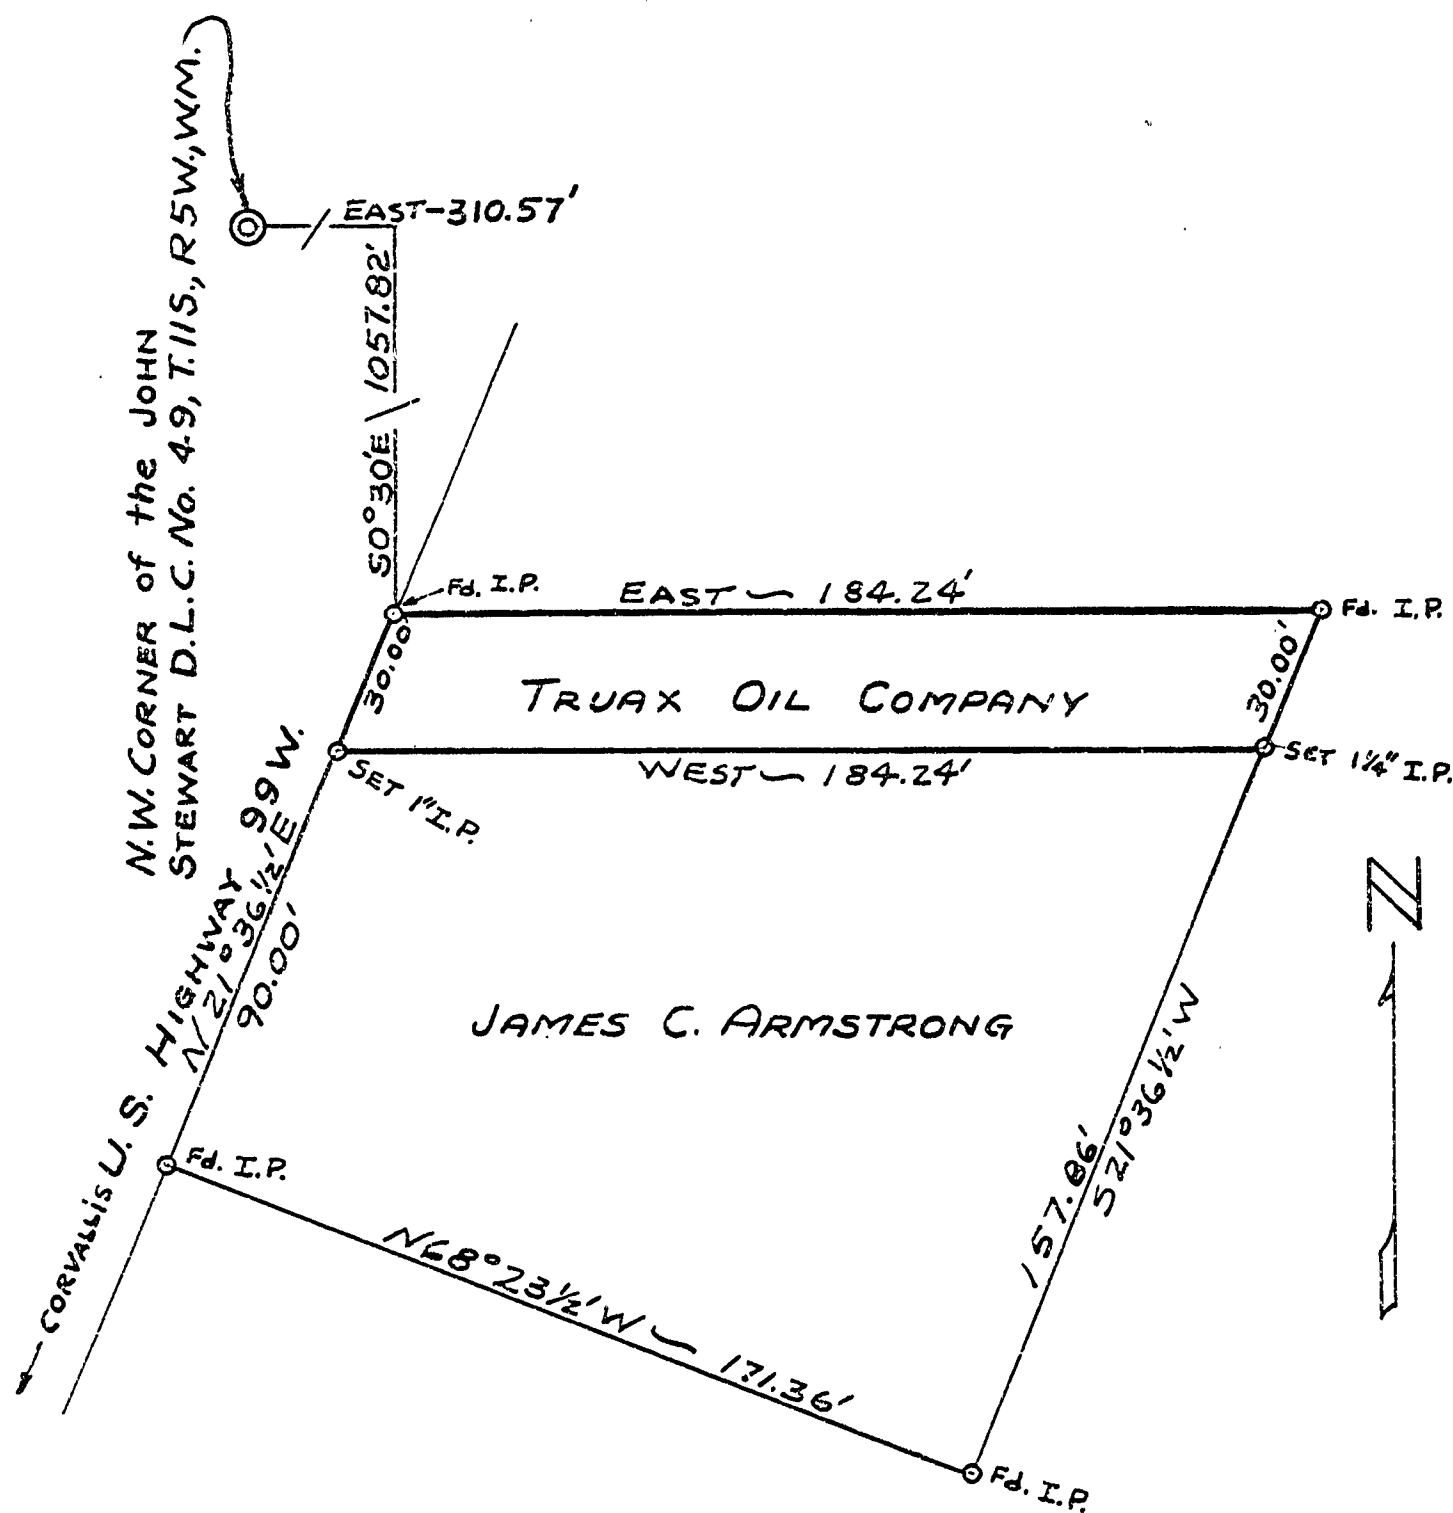 N.W. CORNER of the JOHN
STEWART D.L.C. No. 49, T.11S., R5W., W.M.
EAST-310.57'
S0°30'E 1057.82'
Fd. I.P.
EAST 184.24'
Fd. I.P.
30.00'
TRUAX OIL COMPANY
30.00'
SET 1" I.P.
WEST 184.24'
SET 1¼" I.P.
U.S. HIGHWAY 99W.
N21°36½'E
90.00'
N
JAMES C. ARMSTRONG
157.86'
S21°36½'W
CORVALLIS
Fd. I.P.
N68°23½'W 171.36'
Fd. I.P.